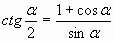 ctg α/2 = (1 + cos α)/(sin α)